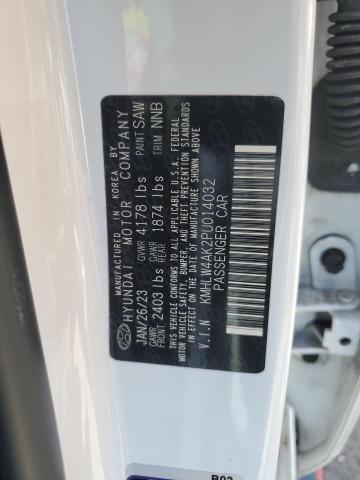 MANUFACTURED IN KOREA BY
HYUNDAI MOTOR COMPANY
JAN/26/23 GVWR 4178 lbs PAINT SAW
GAWR FRONT 2403 lbs GAWR REAR 1874 lbs TRIM NNB
THIS VEHICLE CONFORMS TO ALL APPLICABLE U.S.A. FEDERAL
MOTOR VEHICLE SAFETY, BUMPER, AND THEFT PREVENTION
STANDARDS IN EFFECT ON THE DATE OF MANUFACTURE SHOWN ABOVE
V.I.N KMHLW4AK2PU014032
PASSENGER CAR
B02